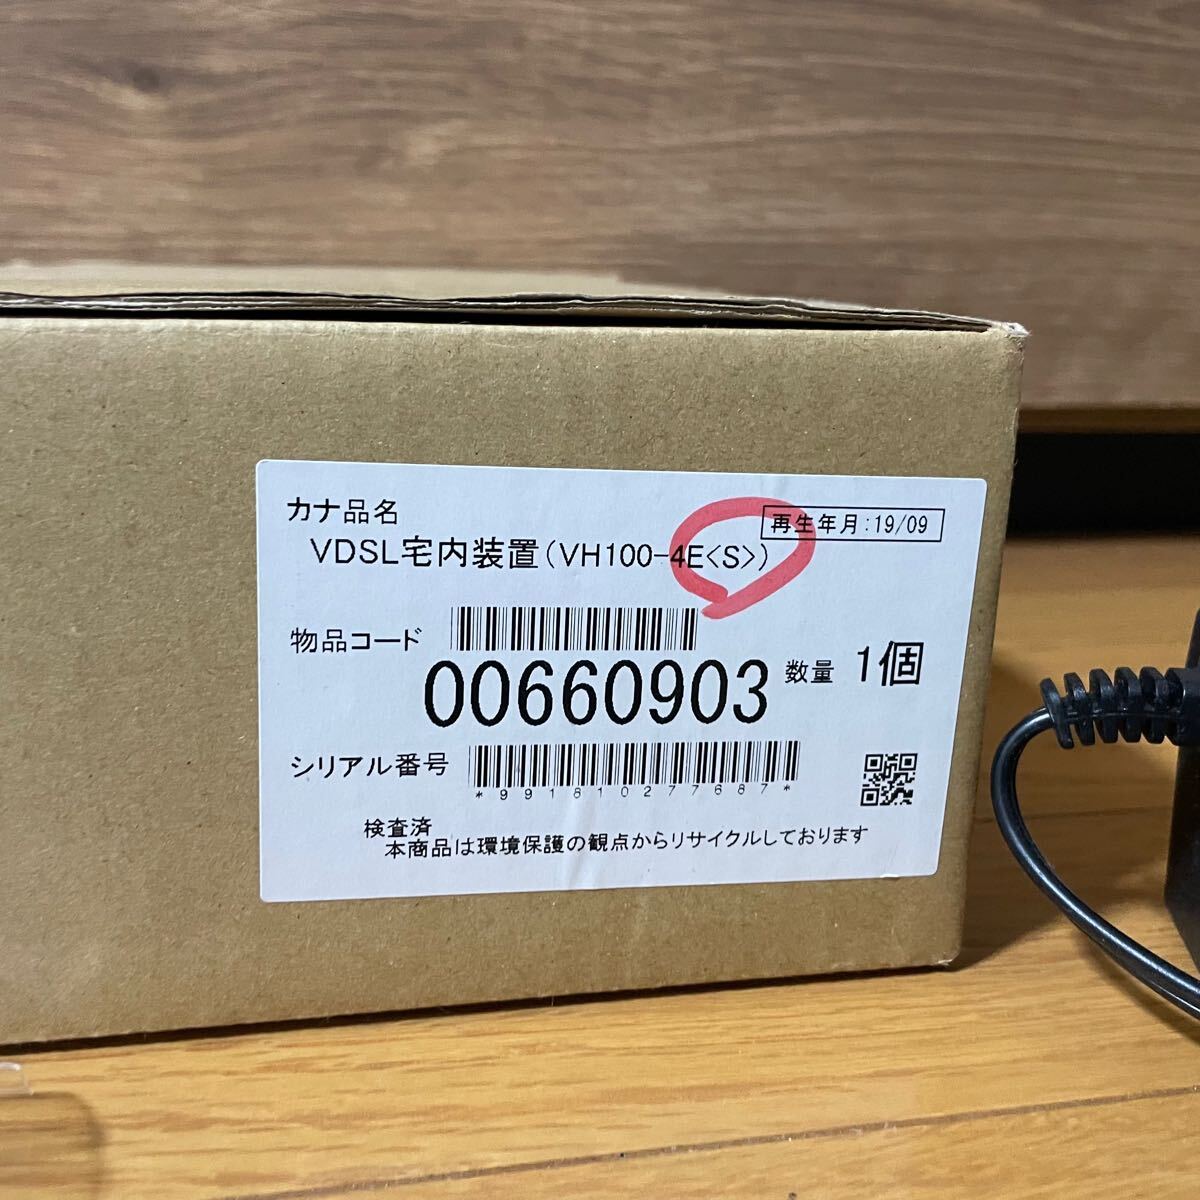 カナ品名
再生年月:19/09
VDSL宅内装置(VH100-4E<S>)
物品コード
00660903 数量 1個
シリアル番号
*991810277687*
検査済
本商品は環境保護の観点からリサイクルしております